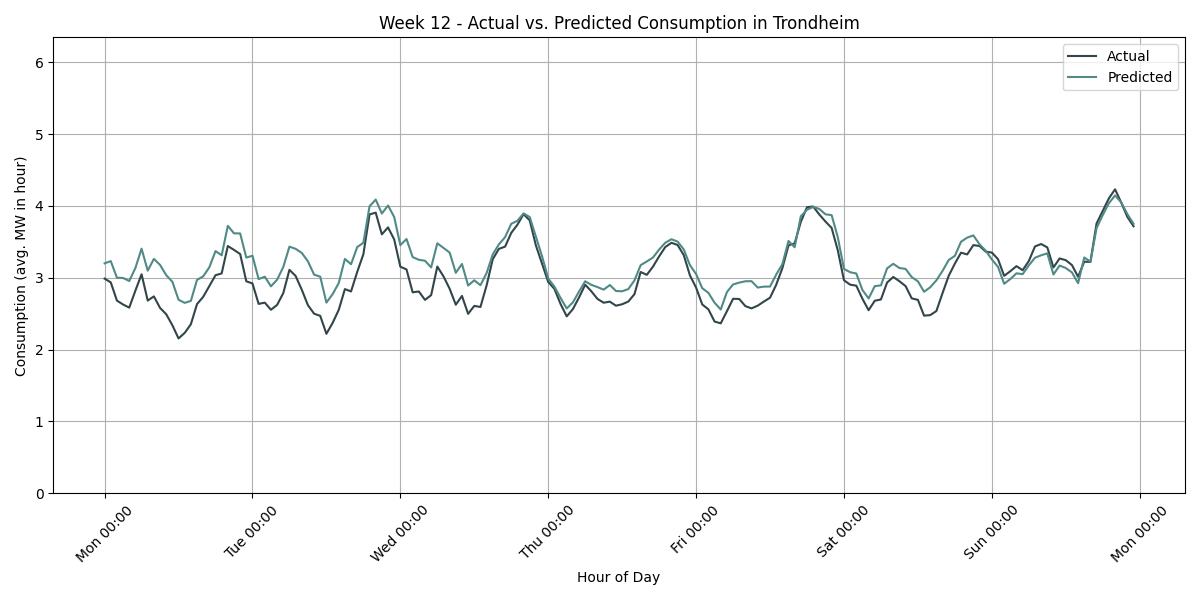 Week 12 - Actual vs. Predicted Consumption in Trondheim
Actual
Predicted
Consumption (avg. MW in hour)
6
5
4
3
2
1
0
Mon 00:00
Tue 00:00
Wed 00:00
Thu 00:00
Fri 00:00
Sat 00:00
Sun 00:00
Mon 00:00
Hour of Day